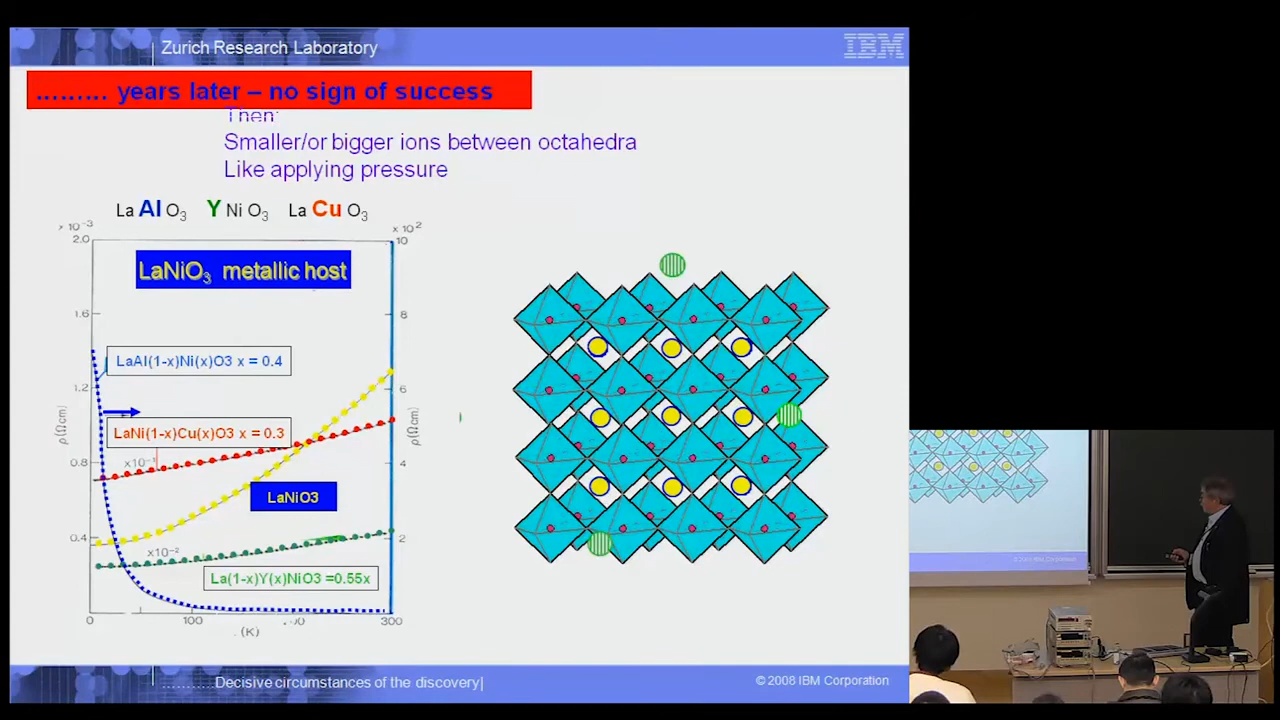 Zurich Research Laboratory
IBM
......... years later – no sign of success
Then:
Smaller/or bigger ions between octahedra
Like applying pressure
La Al O3 Y Ni O3 La Cu O3
x 10-3
x 10 2
2.0
10
LaNiO3 metallic host
1.6
8
LaAl(1-x)Ni(x)O3 x = 0.4
1.2
6
ρ(Ωcm)
ρ(Ωcm)
LaNi(1-x)Cu(x)O3 x = 0.3
0.8
4
LaNiO3
0.4
2
x10-2
La(1-x)Y(x)NiO3 =0.55x
0
100
200
300
(K)
Decisive circumstances of the discovery|
© 2008 IBM Corporation